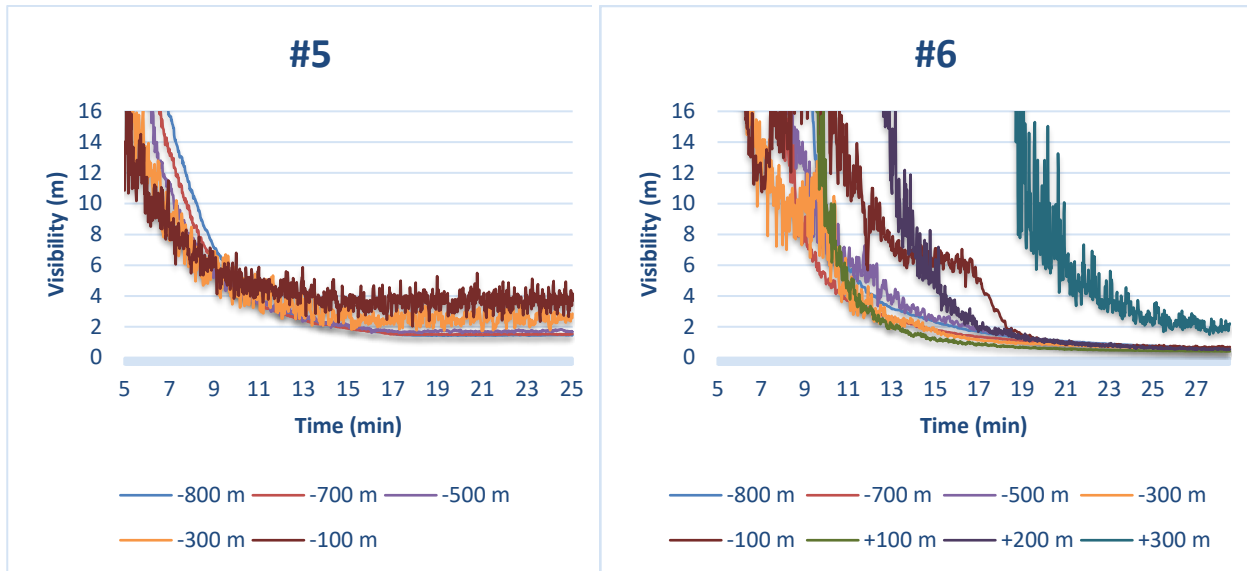 #5
16
14
12
10
8
6
4
2
0
Visibility (m)
5 7 9 11 13 15 17 19 21 23 25
Time (min)
-800 m -700 m -500 m
-300 m -100 m
#6
16
14
12
10
8
6
4
2
0
Visibility (m)
5 7 9 11 13 15 17 19 21 23 25 27
Time (min)
-800 m -700 m -500 m -300 m
-100 m +100 m +200 m +300 m